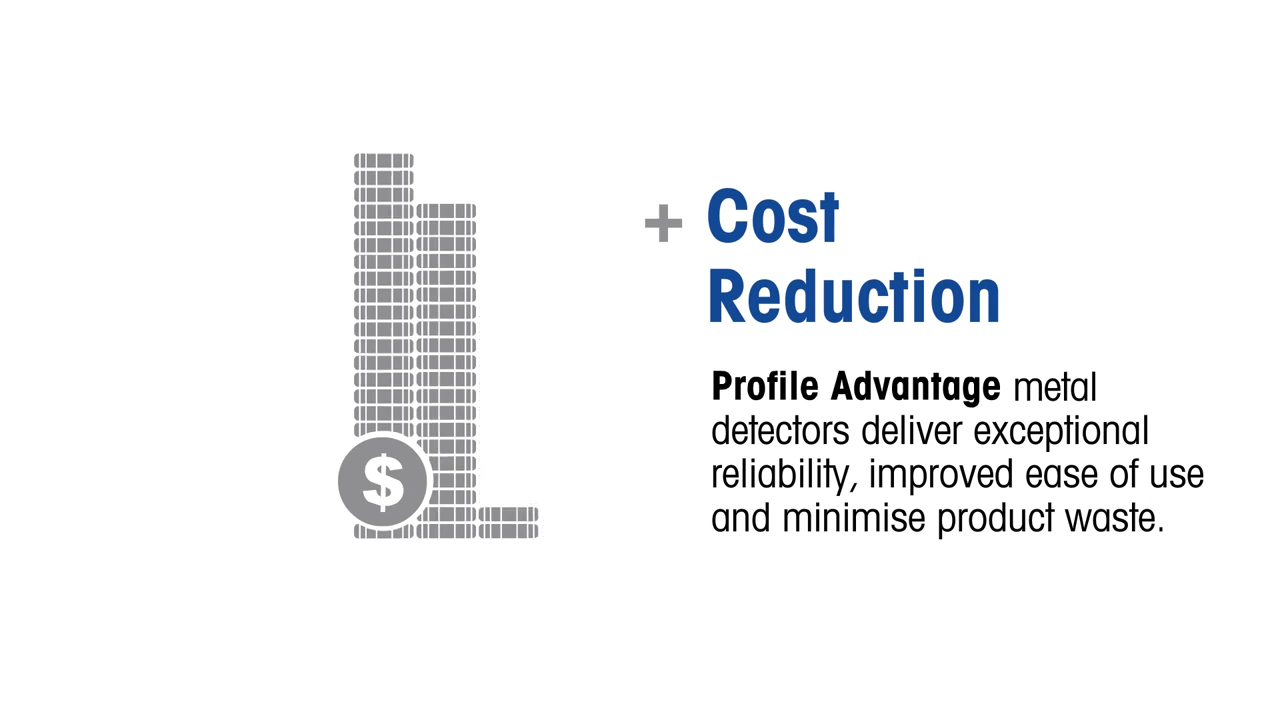 $
+ Cost
Reduction
Profile Advantage metal
detectors deliver exceptional
reliability, improved ease of use
and minimise product waste.